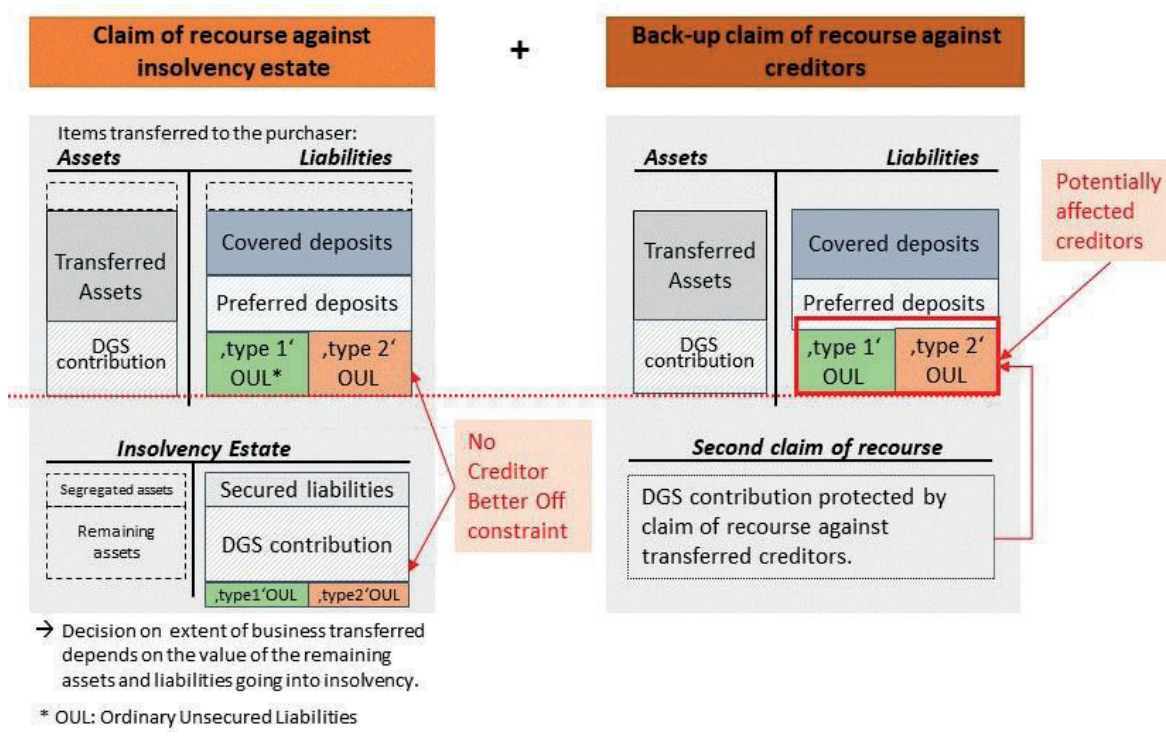 Claim of recourse against
insolvency estate
+
Back-up claim of recourse against
creditors
Items transferred to the purchaser:
Assets
Liabilities
Transferred
Assets
DGS
contribution
Covered deposits
Preferred deposits
‚type 1‘
OUL*
‚type 2‘
OUL
Insolvency Estate
Segregated assets
Remaining
assets
Secured liabilities
DGS contribution
‚type1‘OUL
‚type2‘OUL
No
Creditor
Better Off
constraint
→ Decision on extent of business transferred
depends on the value of the remaining
assets and liabilities going into insolvency.
* OUL: Ordinary Unsecured Liabilities
Assets
Liabilities
Transferred
Assets
DGS
contribution
Covered deposits
Preferred deposits
‚type 1‘
OUL
‚type 2‘
OUL
Potentially
affected
creditors
Second claim of recourse
DGS contribution protected by
claim of recourse against
transferred creditors.